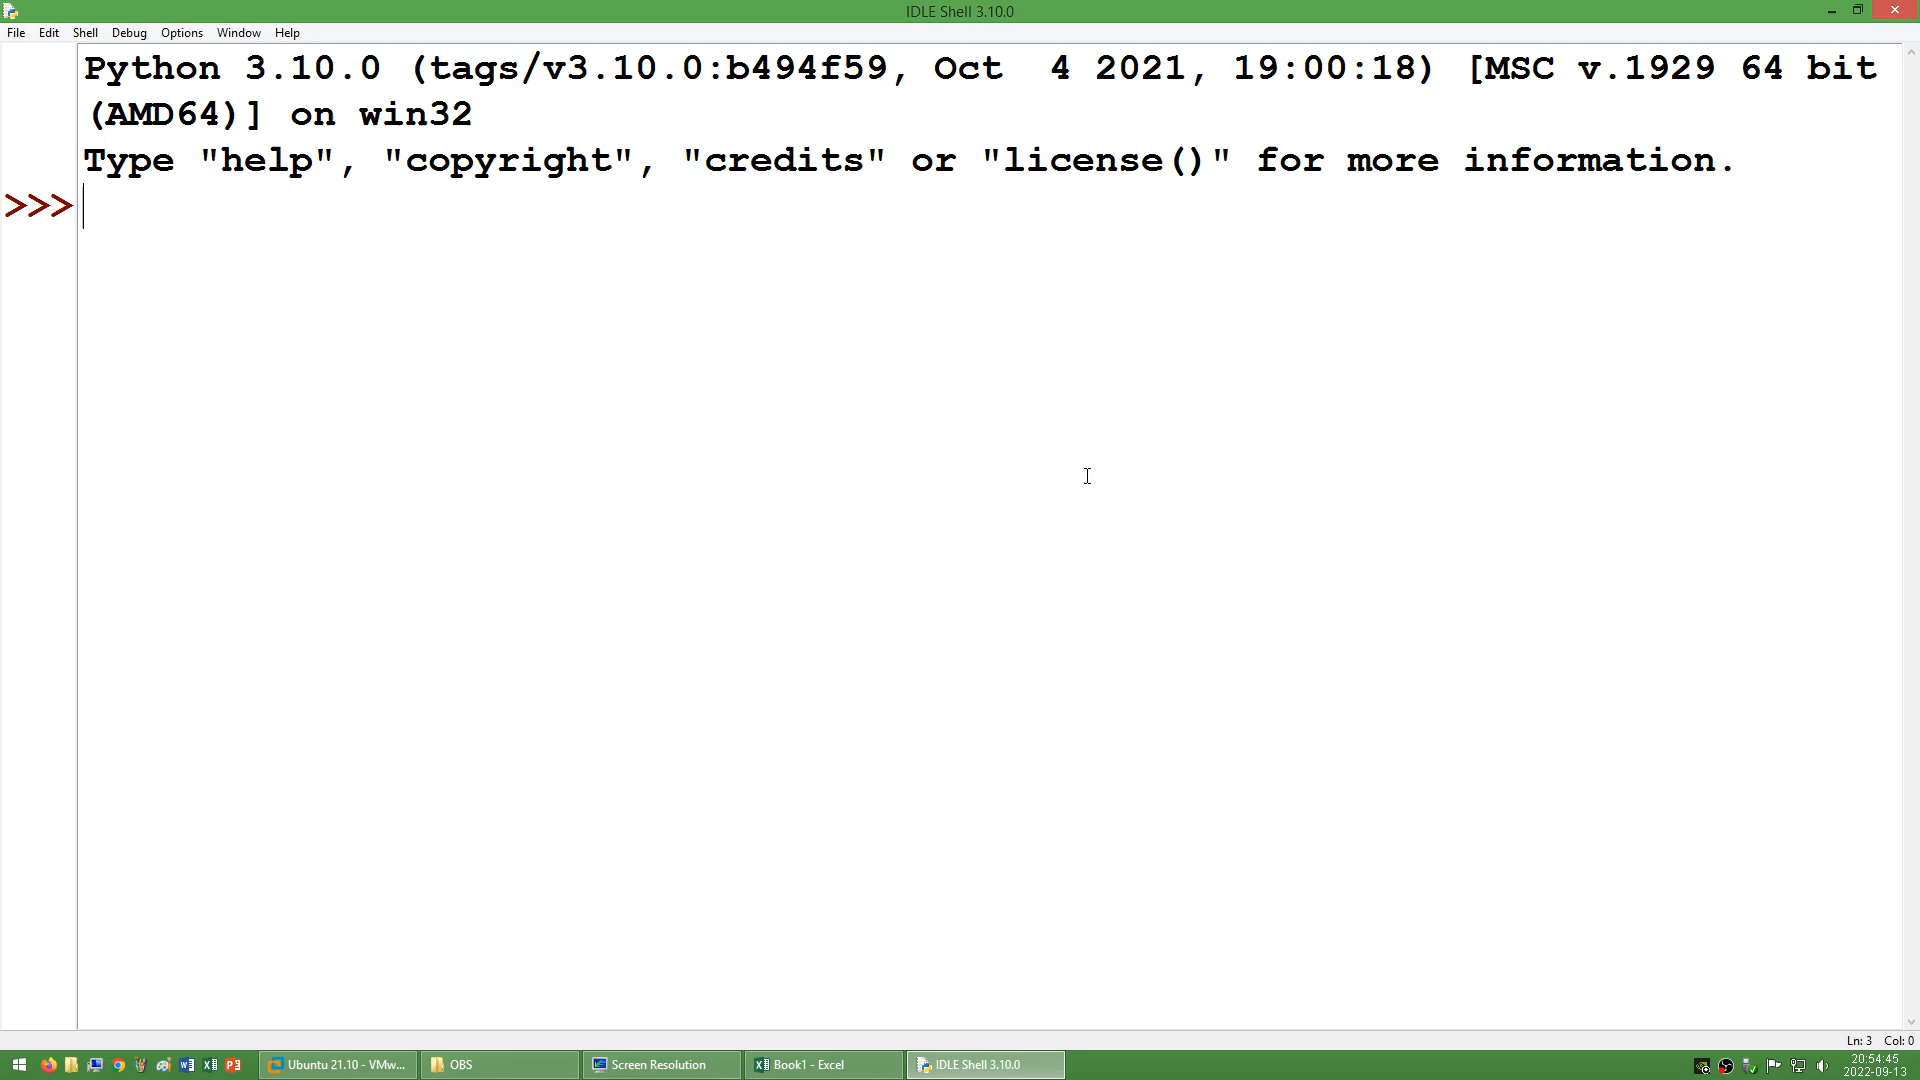 IDLE Shell 3.10.0
File Edit Shell Debug Options Window Help
Python 3.10.0 (tags/v3.10.0:b494f59, Oct  4 2021, 19:00:18) [MSC v.1929 64 bit
(AMD64)] on win32
Type "help", "copyright", "credits" or "license()" for more information.
>>>
Ln: 3 Col: 0
Ubuntu 21.10 - VMw... OBS Screen Resolution Book1 - Excel IDLE Shell 3.10.0
20:54:45
2022-09-13